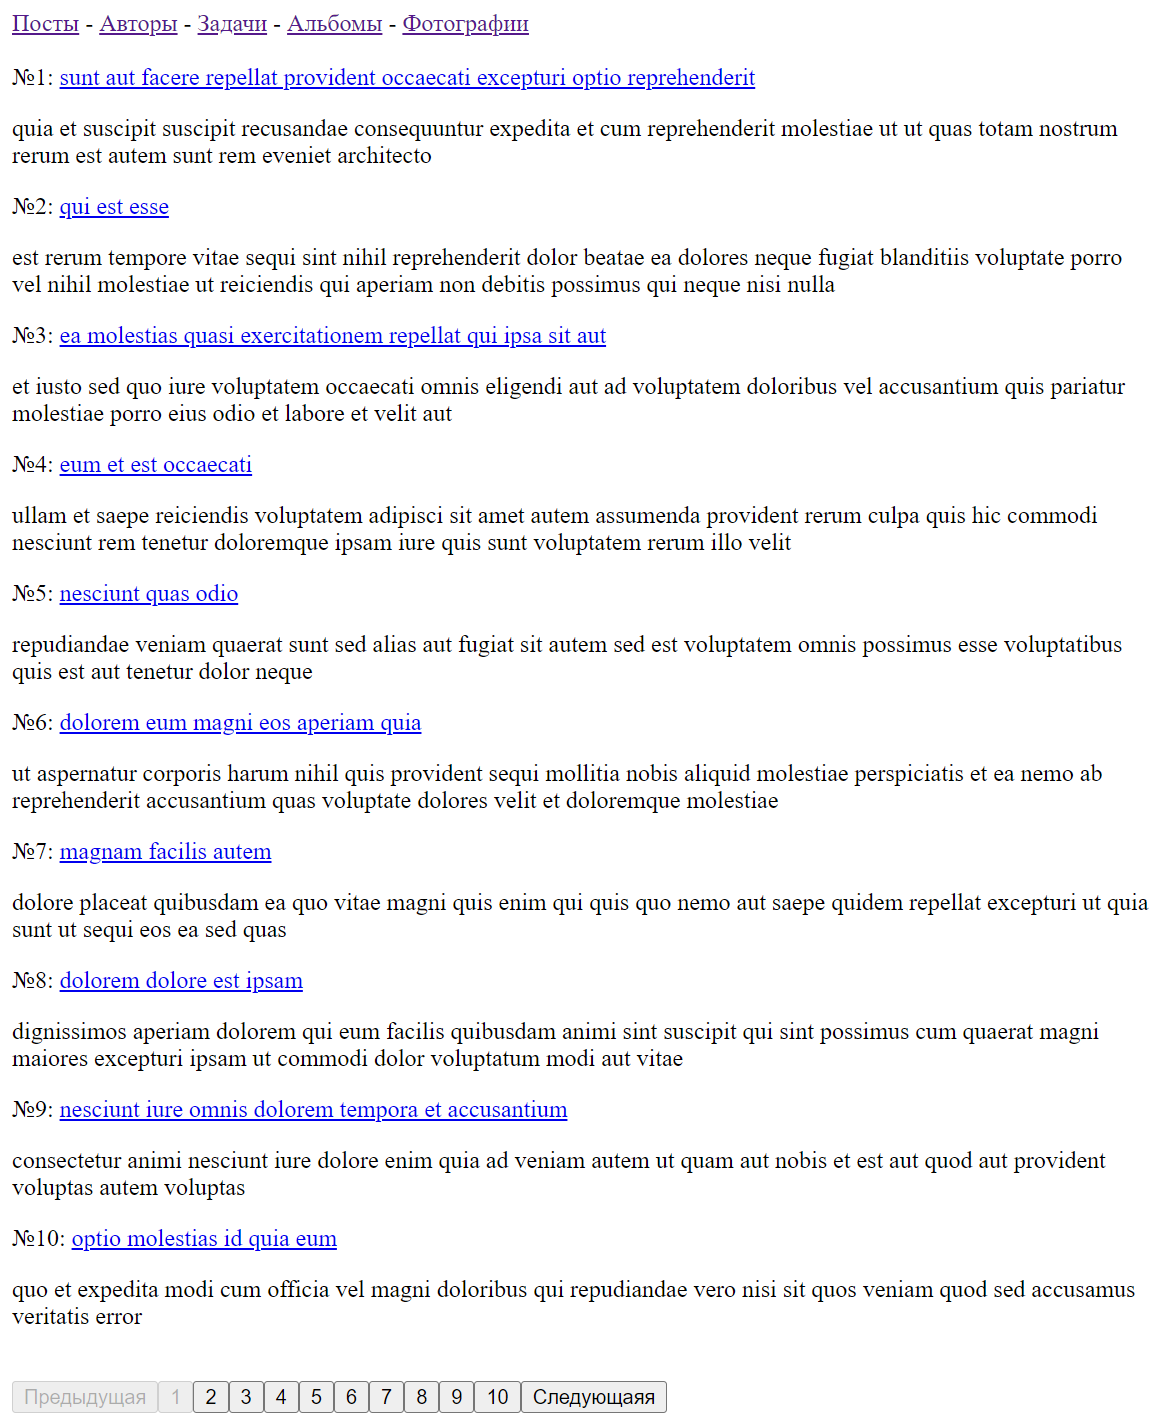 Посты - Авторы - Задачи - Альбомы - Фотографии
№1: sunt aut facere repellat provident occaecati excepturi optio reprehenderit
quia et suscipit suscipit recusandae consequuntur expedita et cum reprehenderit molestiae ut ut quas totam nostrum
rerum est autem sunt rem eveniet architecto
№2: qui est esse
est rerum tempore vitae sequi sint nihil reprehenderit dolor beatae ea dolores neque fugiat blanditiis voluptate porro
vel nihil molestiae ut reiciendis qui aperiam non debitis possimus qui neque nisi nulla
№3: ea molestias quasi exercitationem repellat qui ipsa sit aut
et iusto sed quo iure voluptatem occaecati omnis eligendi aut ad voluptatem doloribus vel accusantium quis pariatur
molestiae porro eius odio et labore et velit aut
№4: eum et est occaecati
ullam et saepe reiciendis voluptatem adipisci sit amet autem assumenda provident rerum culpa quis hic commodi
nesciunt rem tenetur doloremque ipsam iure quis sunt voluptatem rerum illo velit
№5: nesciunt quas odio
repudiandae veniam quaerat sunt sed alias aut fugiat sit autem sed est voluptatem omnis possimus esse voluptatibus
quis est aut tenetur dolor neque
№6: dolorem eum magni eos aperiam quia
ut aspernatur corporis harum nihil quis provident sequi mollitia nobis aliquid molestiae perspiciatis et ea nemo ab
reprehenderit accusantium quas voluptate dolores velit et doloremque molestiae
№7: magnam facilis autem
dolore placeat quibusdam ea quo vitae magni quis enim qui quis quo nemo aut saepe quidem repellat excepturi ut quia
sunt ut sequi eos ea sed quas
№8: dolorem dolore est ipsam
dignissimos aperiam dolorem qui eum facilis quibusdam animi sint suscipit qui sint possimus cum quaerat magni
maiores excepturi ipsam ut commodi dolor voluptatum modi aut vitae
№9: nesciunt iure omnis dolorem tempora et accusantium
consectetur animi nesciunt iure dolore enim quia ad veniam autem ut quam aut nobis et est aut quod aut provident
voluptas autem voluptas
№10: optio molestias id quia eum
quo et expedita modi cum officia vel magni doloribus qui repudiandae vero nisi sit quos veniam quod sed accusamus
veritatis error
Предыдущая 1 2 3 4 5 6 7 8 9 10 Следующаяя